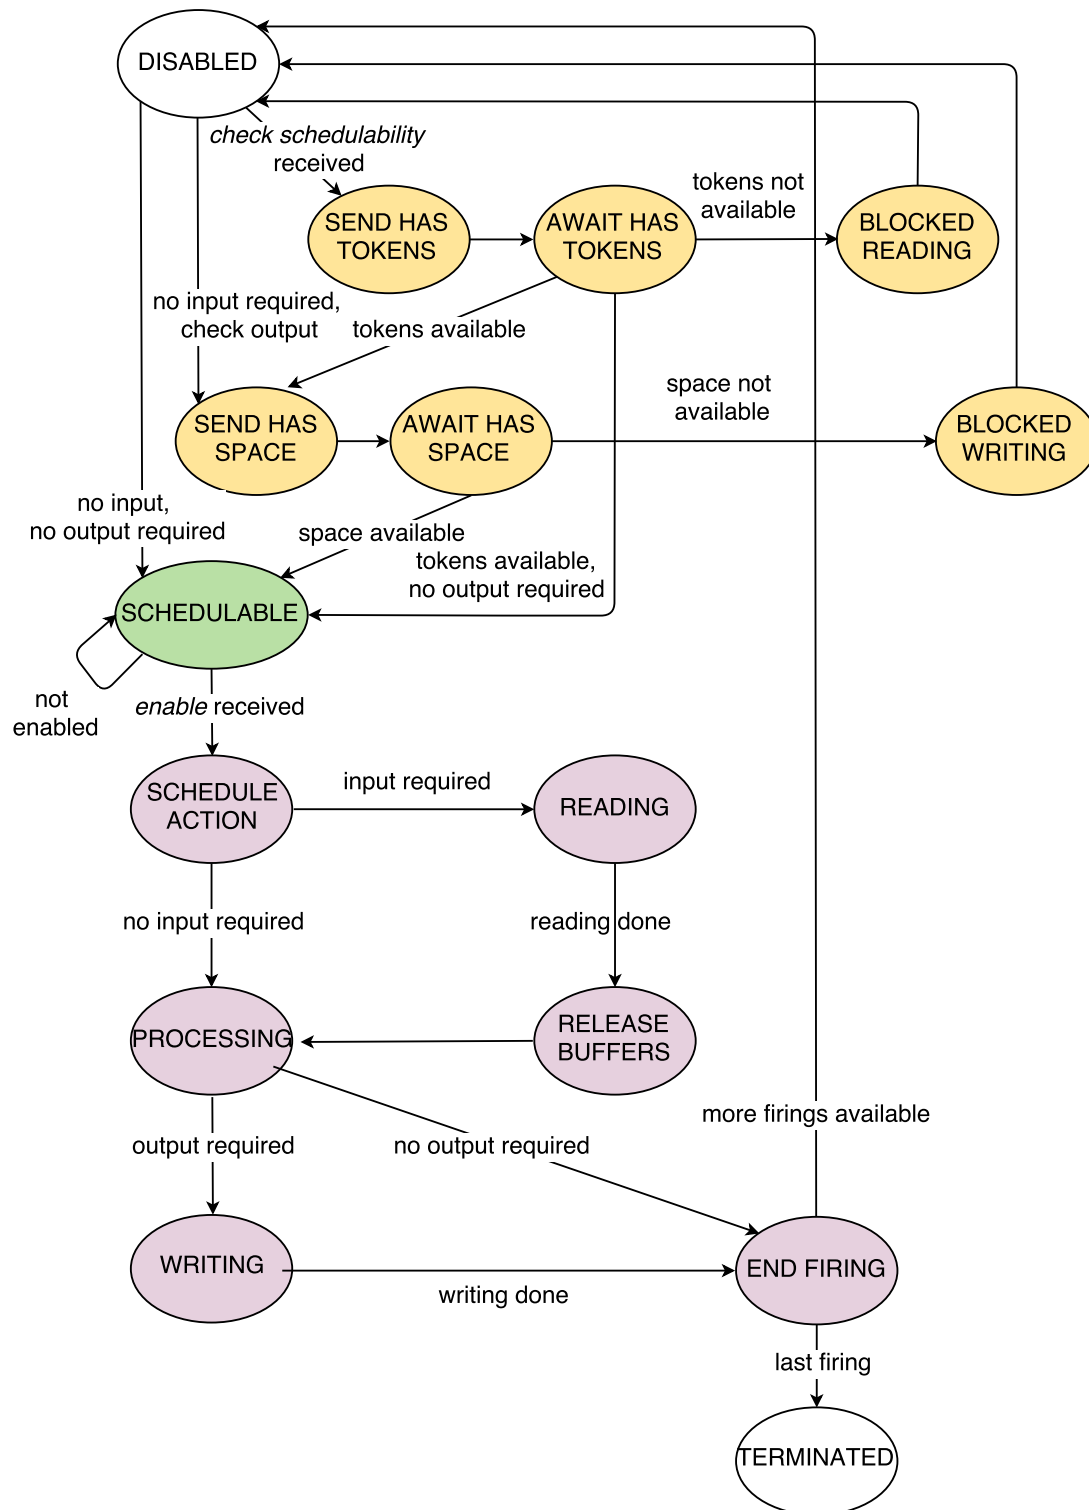 DISABLED
check schedulability
received
tokens not
available
SEND HAS
TOKENS
AWAIT HAS
TOKENS
BLOCKED
READING
no input required,
check output
tokens available
space not
available
SEND HAS
SPACE
AWAIT HAS
SPACE
BLOCKED
WRITING
no input,
no output required
space available
tokens available,
no output required
SCHEDULABLE
not
enabled
enable received
SCHEDULE
ACTION
input required
READING
no input required
reading done
PROCESSING
RELEASE
BUFFERS
more firings available
output required
no output required
WRITING
writing done
END FIRING
last firing
TERMINATED